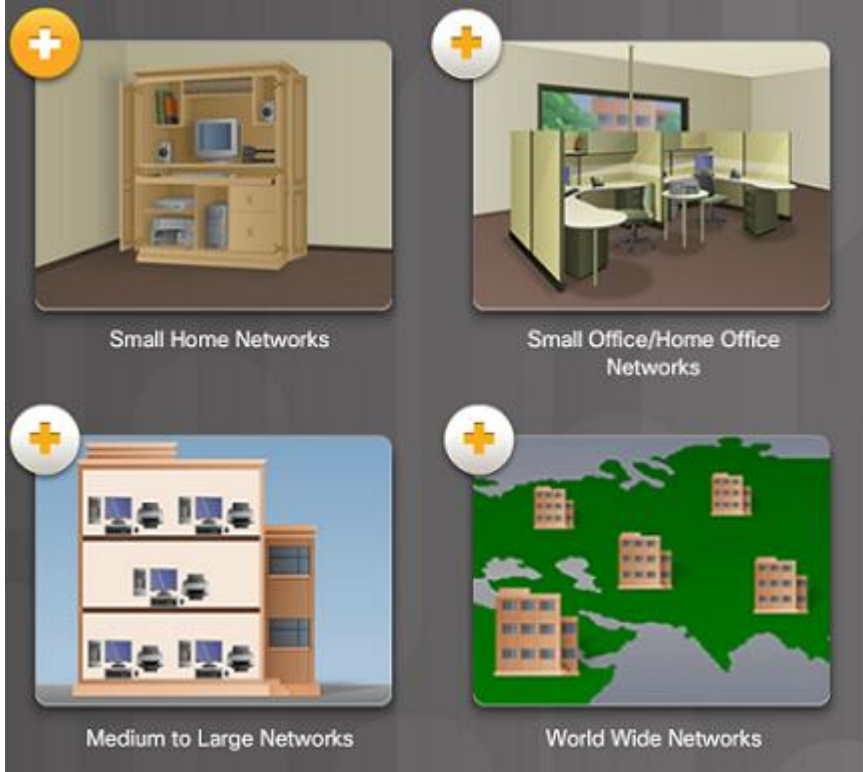 Small Home Networks
Small Office/Home Office
Networks
Medium to Large Networks
World Wide Networks